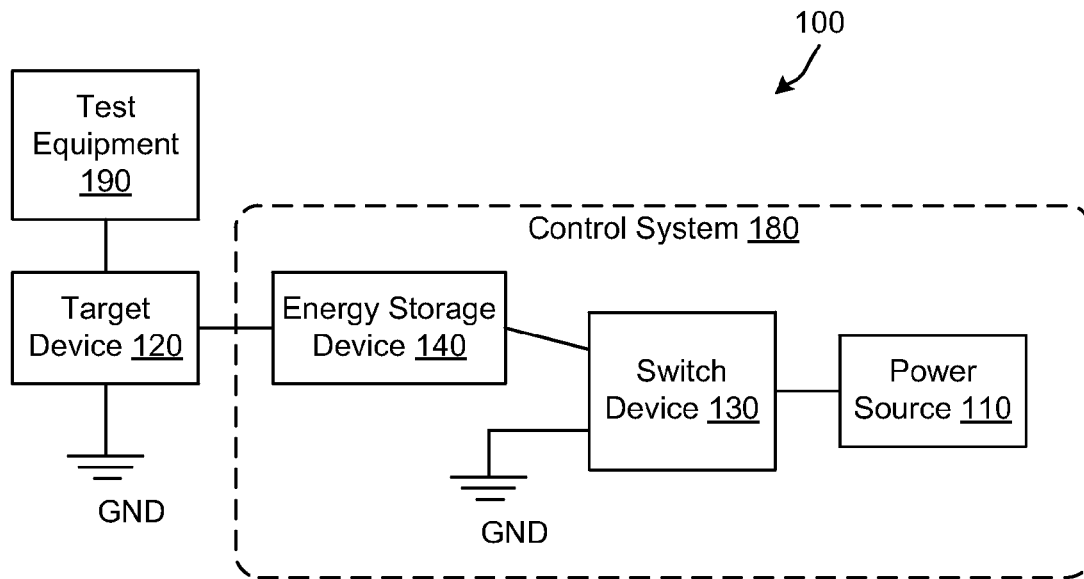 100
Test
Equipment
190
Control System 180
Target
Device 120
Energy Storage
Device 140
Switch
Device 130
Power
Source 110
GND
GND